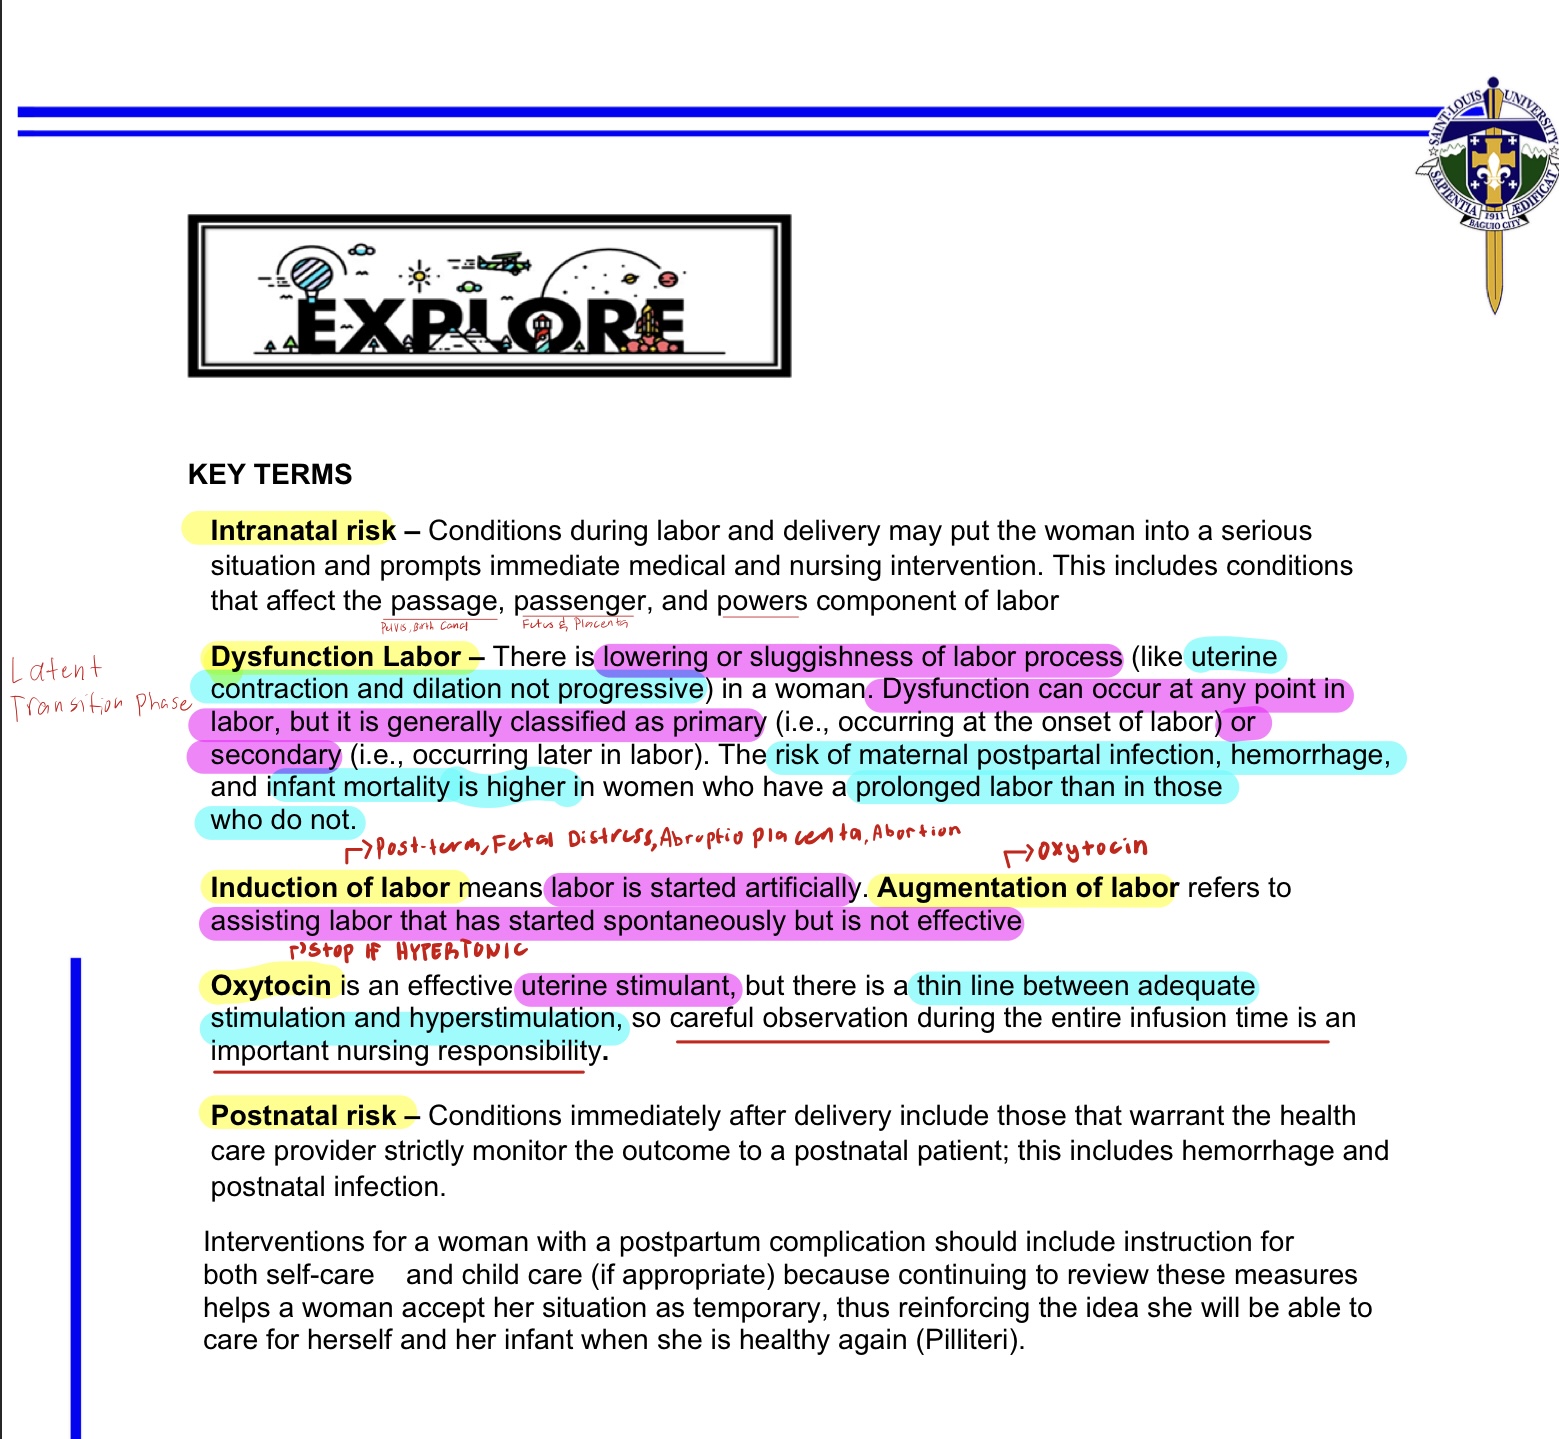 SAINT LOUIS UNIVERSITY
SAPIENTIA ÆDIFICAT
1911
BAGUIO CITY
EXPLORE
KEY TERMS
Intranatal risk – Conditions during labor and delivery may put the woman into a serious
situation and prompts immediate medical and nursing intervention. This includes conditions
that affect the passage, passenger, and powers component of labor
Pelvis, Birth Canal Fetus & Placenta
Dysfunction Labor – There is lowering or sluggishness of labor process (like uterine
Latent
contraction and dilation not progressive) in a woman. Dysfunction can occur at any point in
Transition Phase
labor, but it is generally classified as primary (i.e., occurring at the onset of labor) or
secondary (i.e., occurring later in labor). The risk of maternal postpartal infection, hemorrhage,
and infant mortality is higher in women who have a prolonged labor than in those
who do not.
→Post-term, Fetal Distress, Abruptio placenta, Abortion
→Oxytocin
Induction of labor means labor is started artificially. Augmentation of labor refers to
assisting labor that has started spontaneously but is not effective
→STOP IF HYPERTONIC
Oxytocin is an effective uterine stimulant, but there is a thin line between adequate
stimulation and hyperstimulation, so careful observation during the entire infusion time is an
important nursing responsibility.
Postnatal risk – Conditions immediately after delivery include those that warrant the health
care provider strictly monitor the outcome to a postnatal patient; this includes hemorrhage and
postnatal infection.
Interventions for a woman with a postpartum complication should include instruction for
both self-care and child care (if appropriate) because continuing to review these measures
helps a woman accept her situation as temporary, thus reinforcing the idea she will be able to
care for herself and her infant when she is healthy again (Pilliteri).